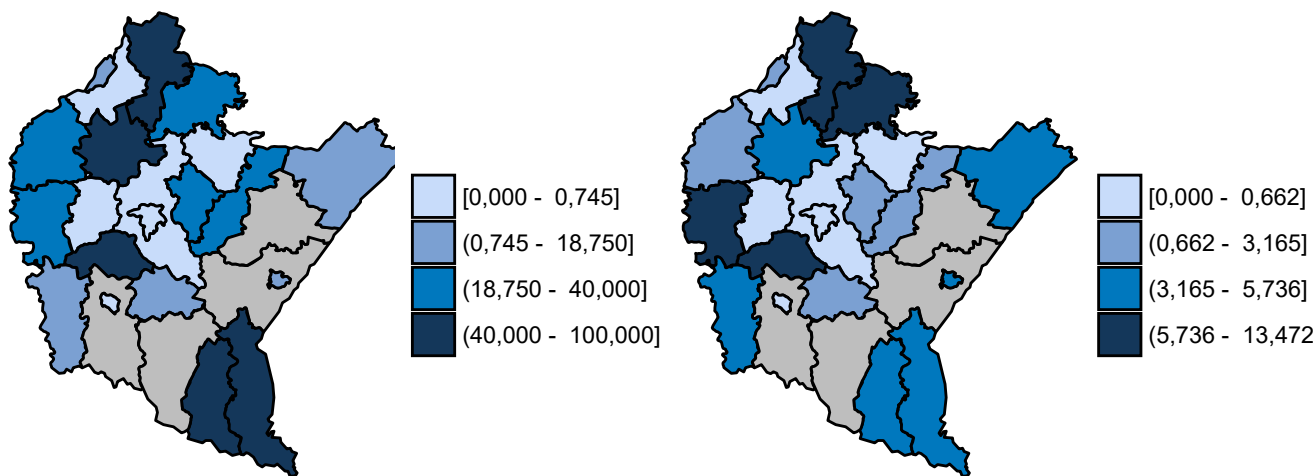 [0,000 - 0,745]
(0,745 - 18,750]
(18,750 - 40,000]
(40,000 - 100,000]
[0,000 - 0,662]
(0,662 - 3,165]
(3,165 - 5,736]
(5,736 - 13,472